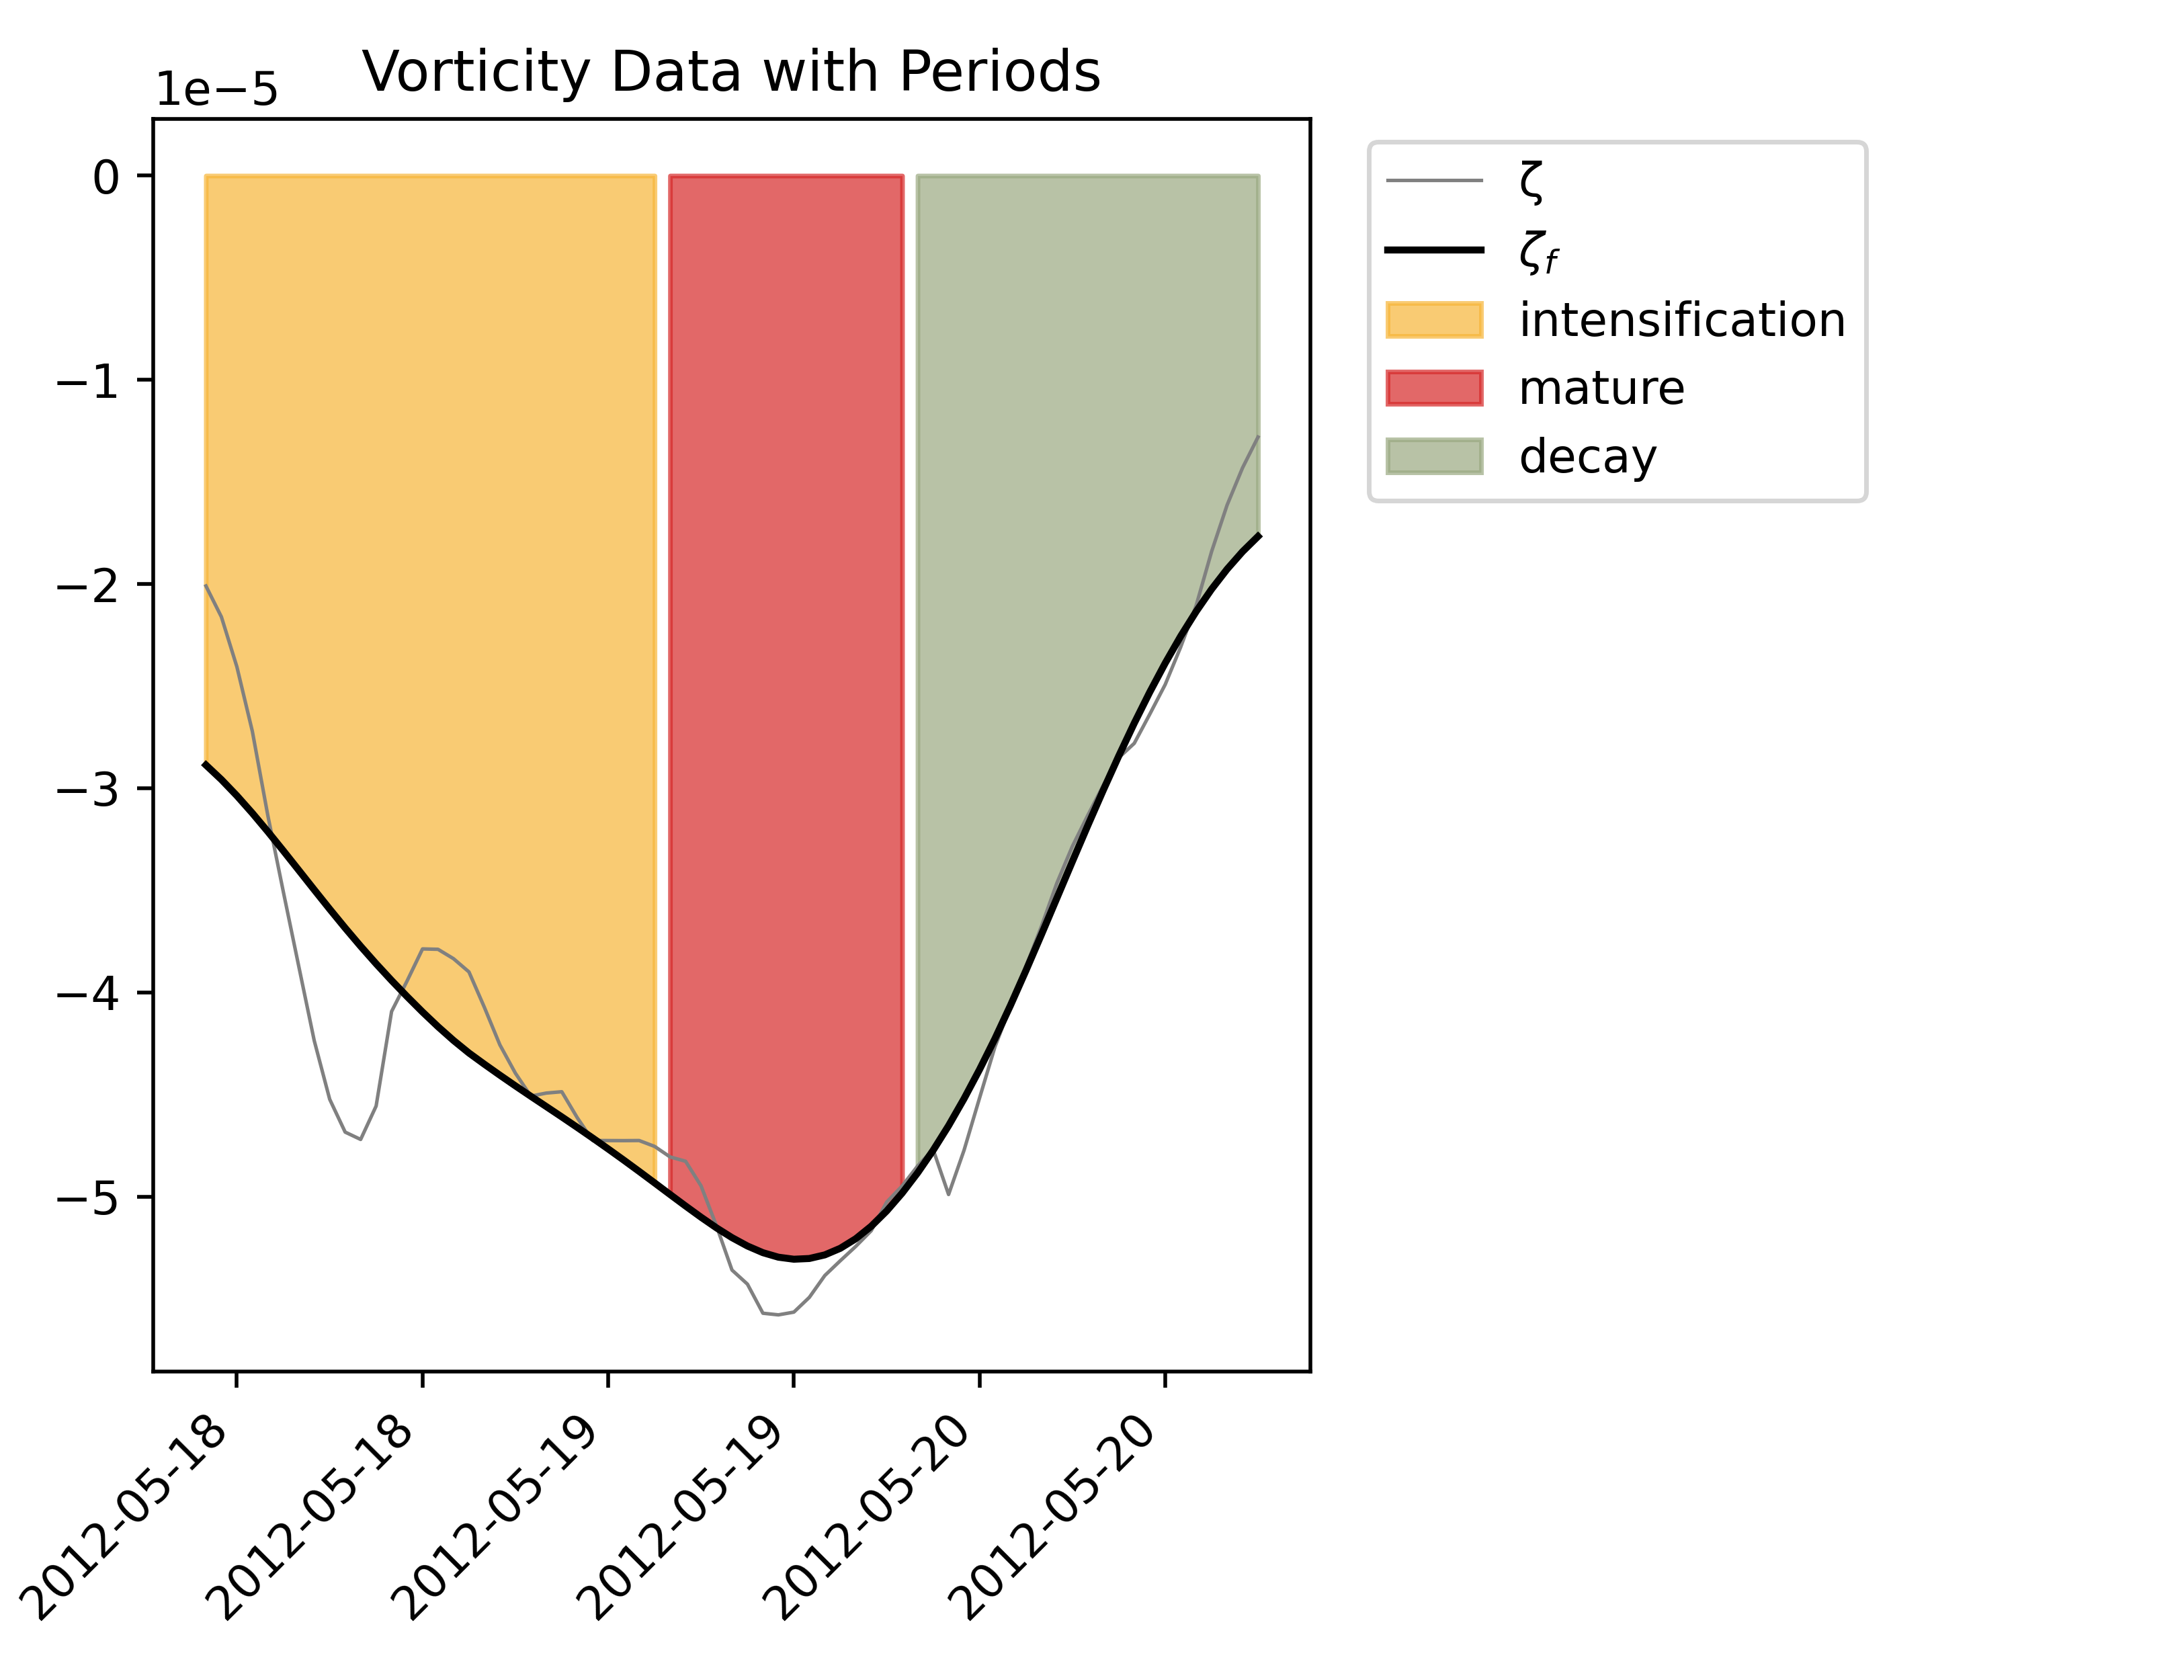 Vorticity Data with Periods
1e−5
0
−1
−2
−3
−4
−5
2012-05-18
2012-05-18
2012-05-19
2012-05-19
2012-05-20
2012-05-20
ζ
ζf
intensification
mature
decay